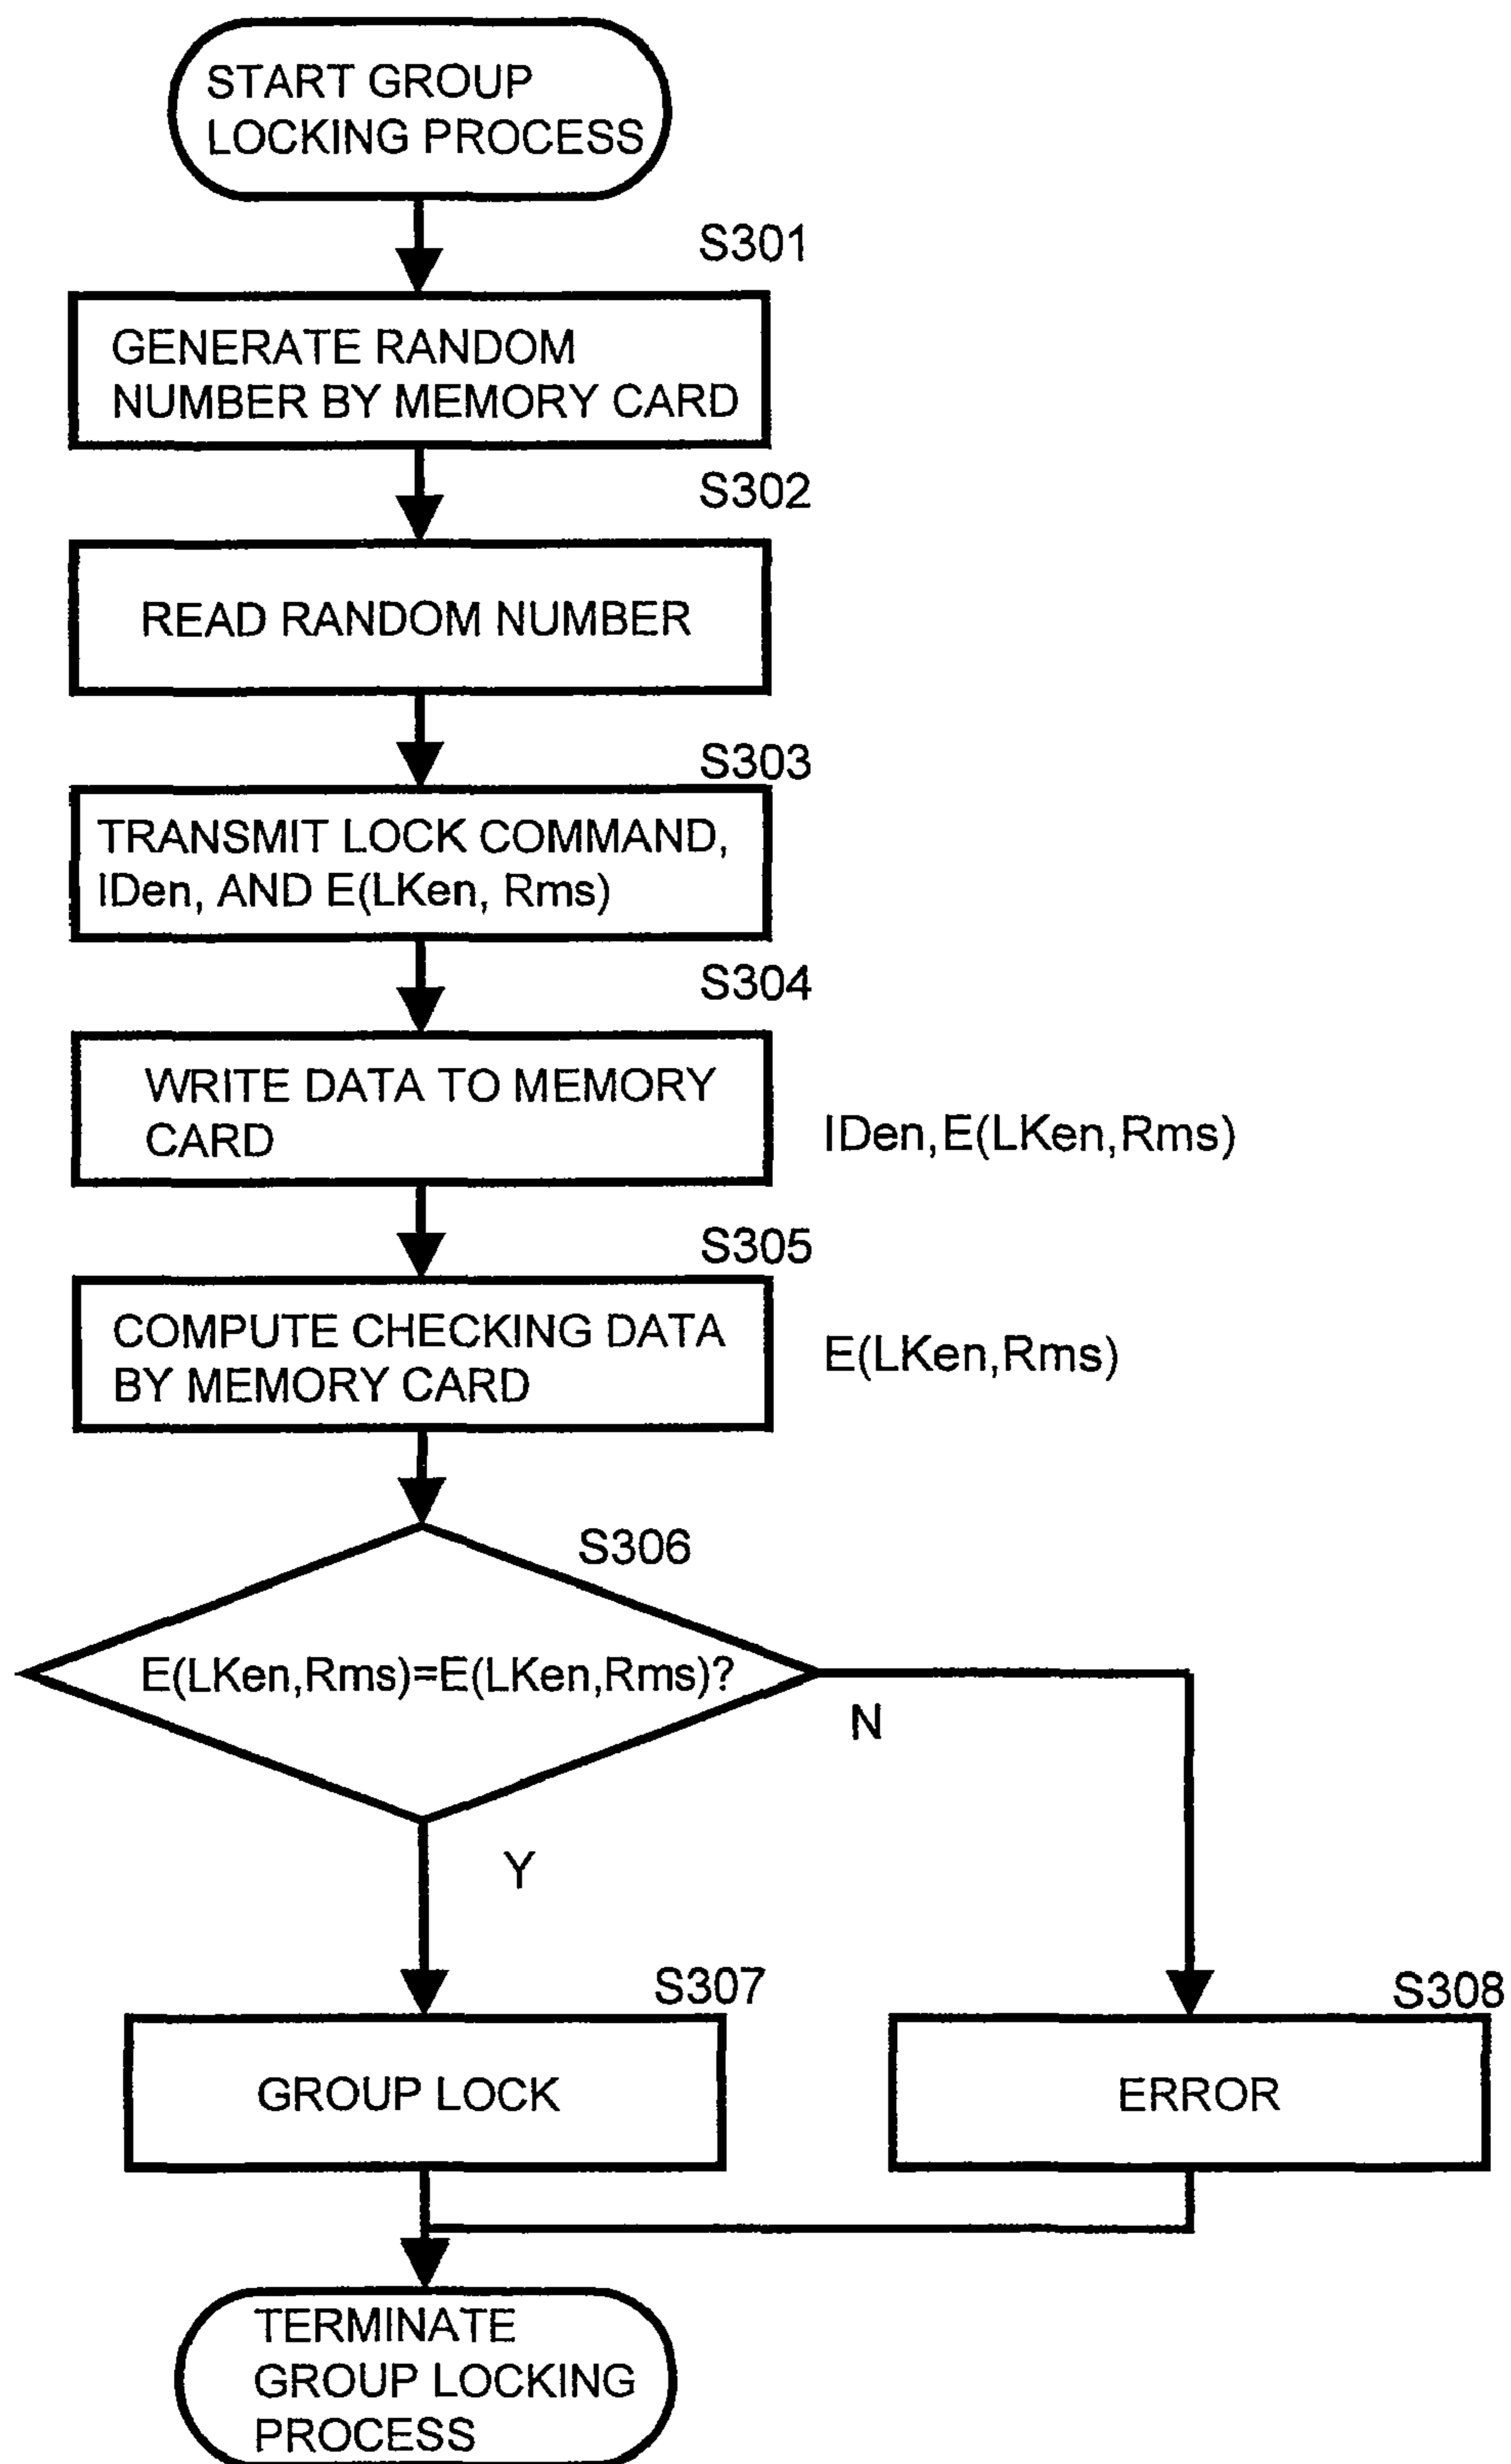 START GROUP
LOCKING PROCESS
S301
GENERATE RANDOM
NUMBER BY MEMORY CARD
S302
READ RANDOM NUMBER
S303
TRANSMIT LOCK COMMAND,
IDen, AND E(LKen, Rms)
S304
WRITE DATA TO MEMORY
CARD
IDen,E(LKen,Rms)
S305
COMPUTE CHECKING DATA
BY MEMORY CARD
E(LKen,Rms)
S306
E(LKen,Rms)=E(LKen,Rms)?
N
Y
S307
GROUP LOCK
S308
ERROR
TERMINATE
GROUP LOCKING
PROCESS